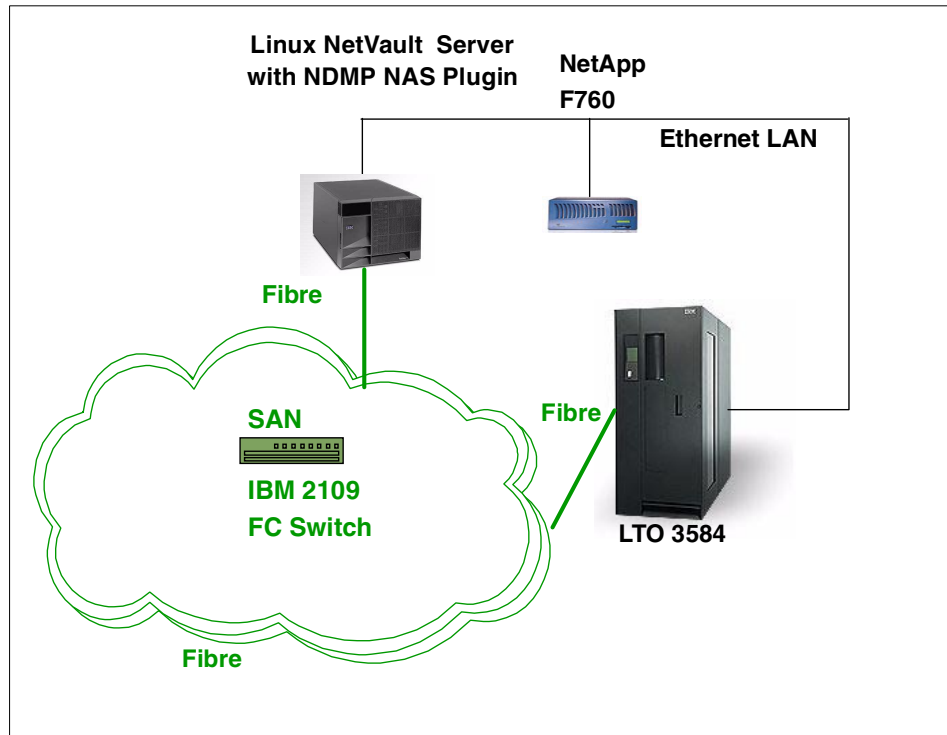 Linux NetVault Server
with NDMP NAS Plugin
NetApp
F760
Ethernet LAN
Fibre
Fibre
SAN
IBM 2109
FC Switch
LTO 3584
Fibre